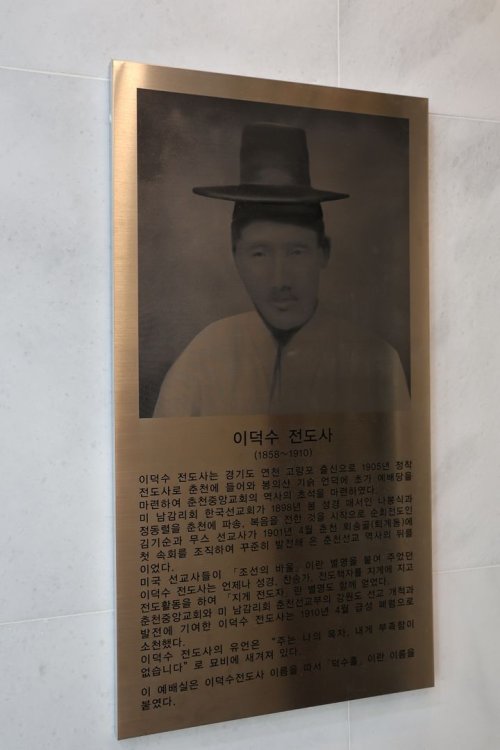 이덕수 전도사
(1858~1910)
이덕수 전도사는 경기도 연천 고랑포 출신으로 1905년 정착
전도사로 춘천에 들어와 봉의산 기슭 언덕에 초가 예배당을
마련하여 춘천중앙교회의 역사의 초석을 마련하였다.
미 남감리회 한국선교회가 1898년 봄 성경 매서인 나봉식과
정동렬을 춘천에 파송, 복음을 전한 것을 시작으로 순회전도인
김기순과 무스 선교사가 1901년 4월 춘천 퇴송골(퇴계동)에
첫 속회를 조직하여 꾸준히 발전해 온 춘천선교 역사의 뒤를
이었다.
미국 선교사들이 「조선의 바울」이란 별명을 붙여 주었던
이덕수 전도사는 언제나 성경, 찬송가, 전도책자를 지게에 지고
전도활동을 하여 「지게 전도자」란 별명도 함께 얻었다.
춘천중앙교회와 미 남감리회 춘천선교부의 강원도 선교 개척과
발전에 기여한 이덕수 전도사는 1910년 4월 급성 폐렴으로
소천했다.
이덕수 전도사의 유언은 "주는 나의 목자, 내게 부족함이
없습니다"로 묘비에 새겨져 있다.
이 예배실은 이덕수전도사 이름을 따서「덕수홀」이란 이름을
붙였다.